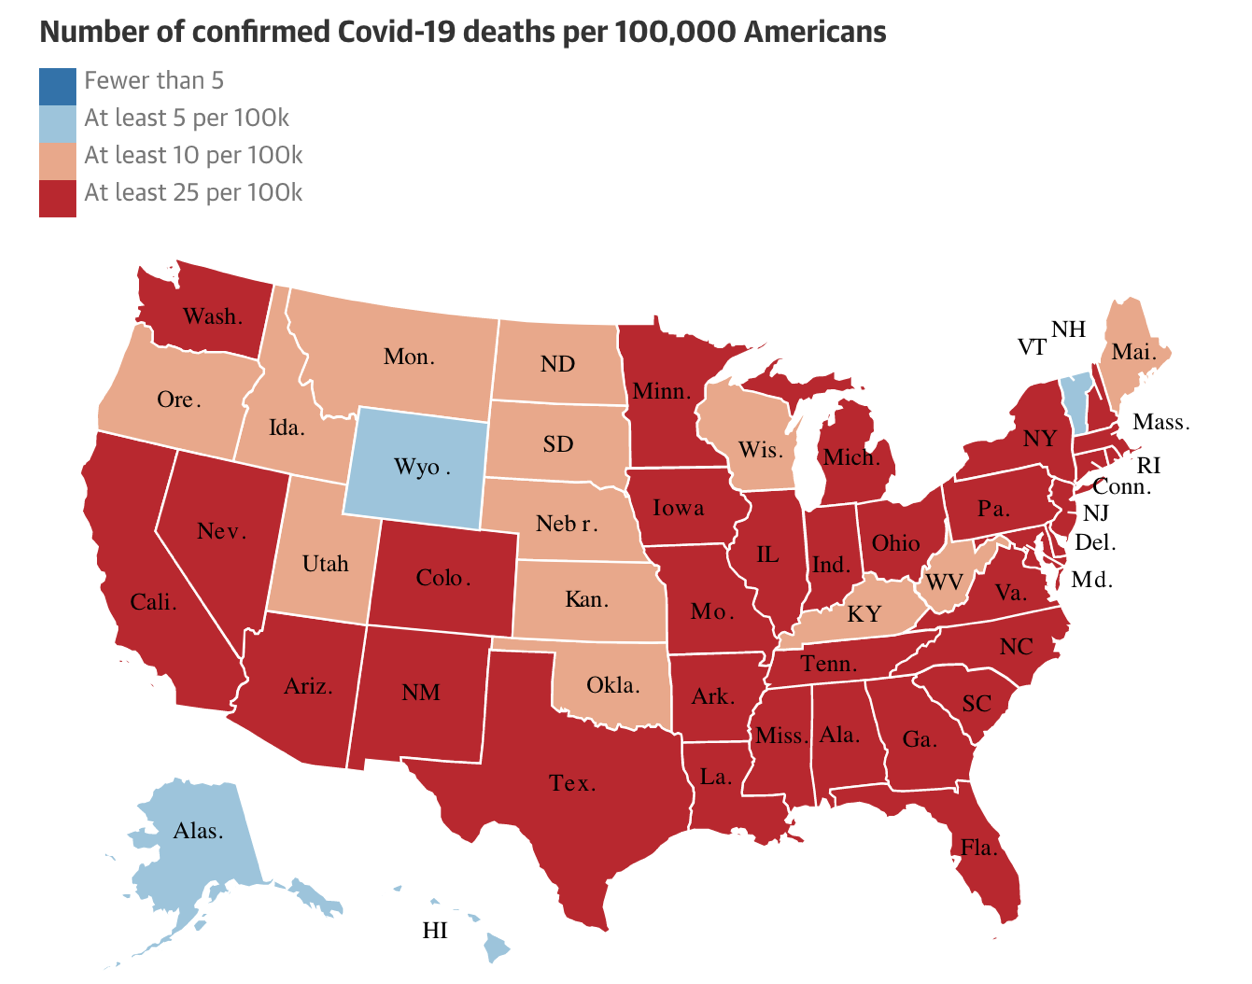 Number of confirmed Covid-19 deaths per 100,000 Americans
Fewer than 5
At least 5 per 100k
At least 10 per 100k
At least 25 per 100k
Wash.
Mon.
ND
Minn.
VT
NH
Mai.
Ore.
Ida.
Wyo .
SD
Wis.
Mich.
NY
Mass.
RI
Conn.
Nev.
Utah
Colo.
Neb r.
Iowa
IL
Ind.
Ohio
Pa.
NJ
Del.
Md.
Cali.
Kan.
Mo.
KY
WV
Va.
Ariz.
NM
Okla.
Ark.
Tenn.
NC
SC
Tex.
La.
Miss.
Ala.
Ga.
Fla.
Alas.
HI